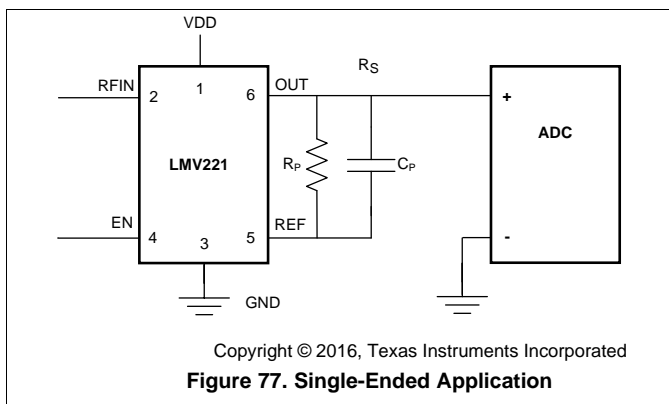 VDD
RFIN
OUT
RS
2
1
6
+
ADC
LMV221
RP
CP
EN
REF
4
3
5
-
GND
Copyright © 2016, Texas Instruments Incorporated
Figure 77. Single-Ended Application